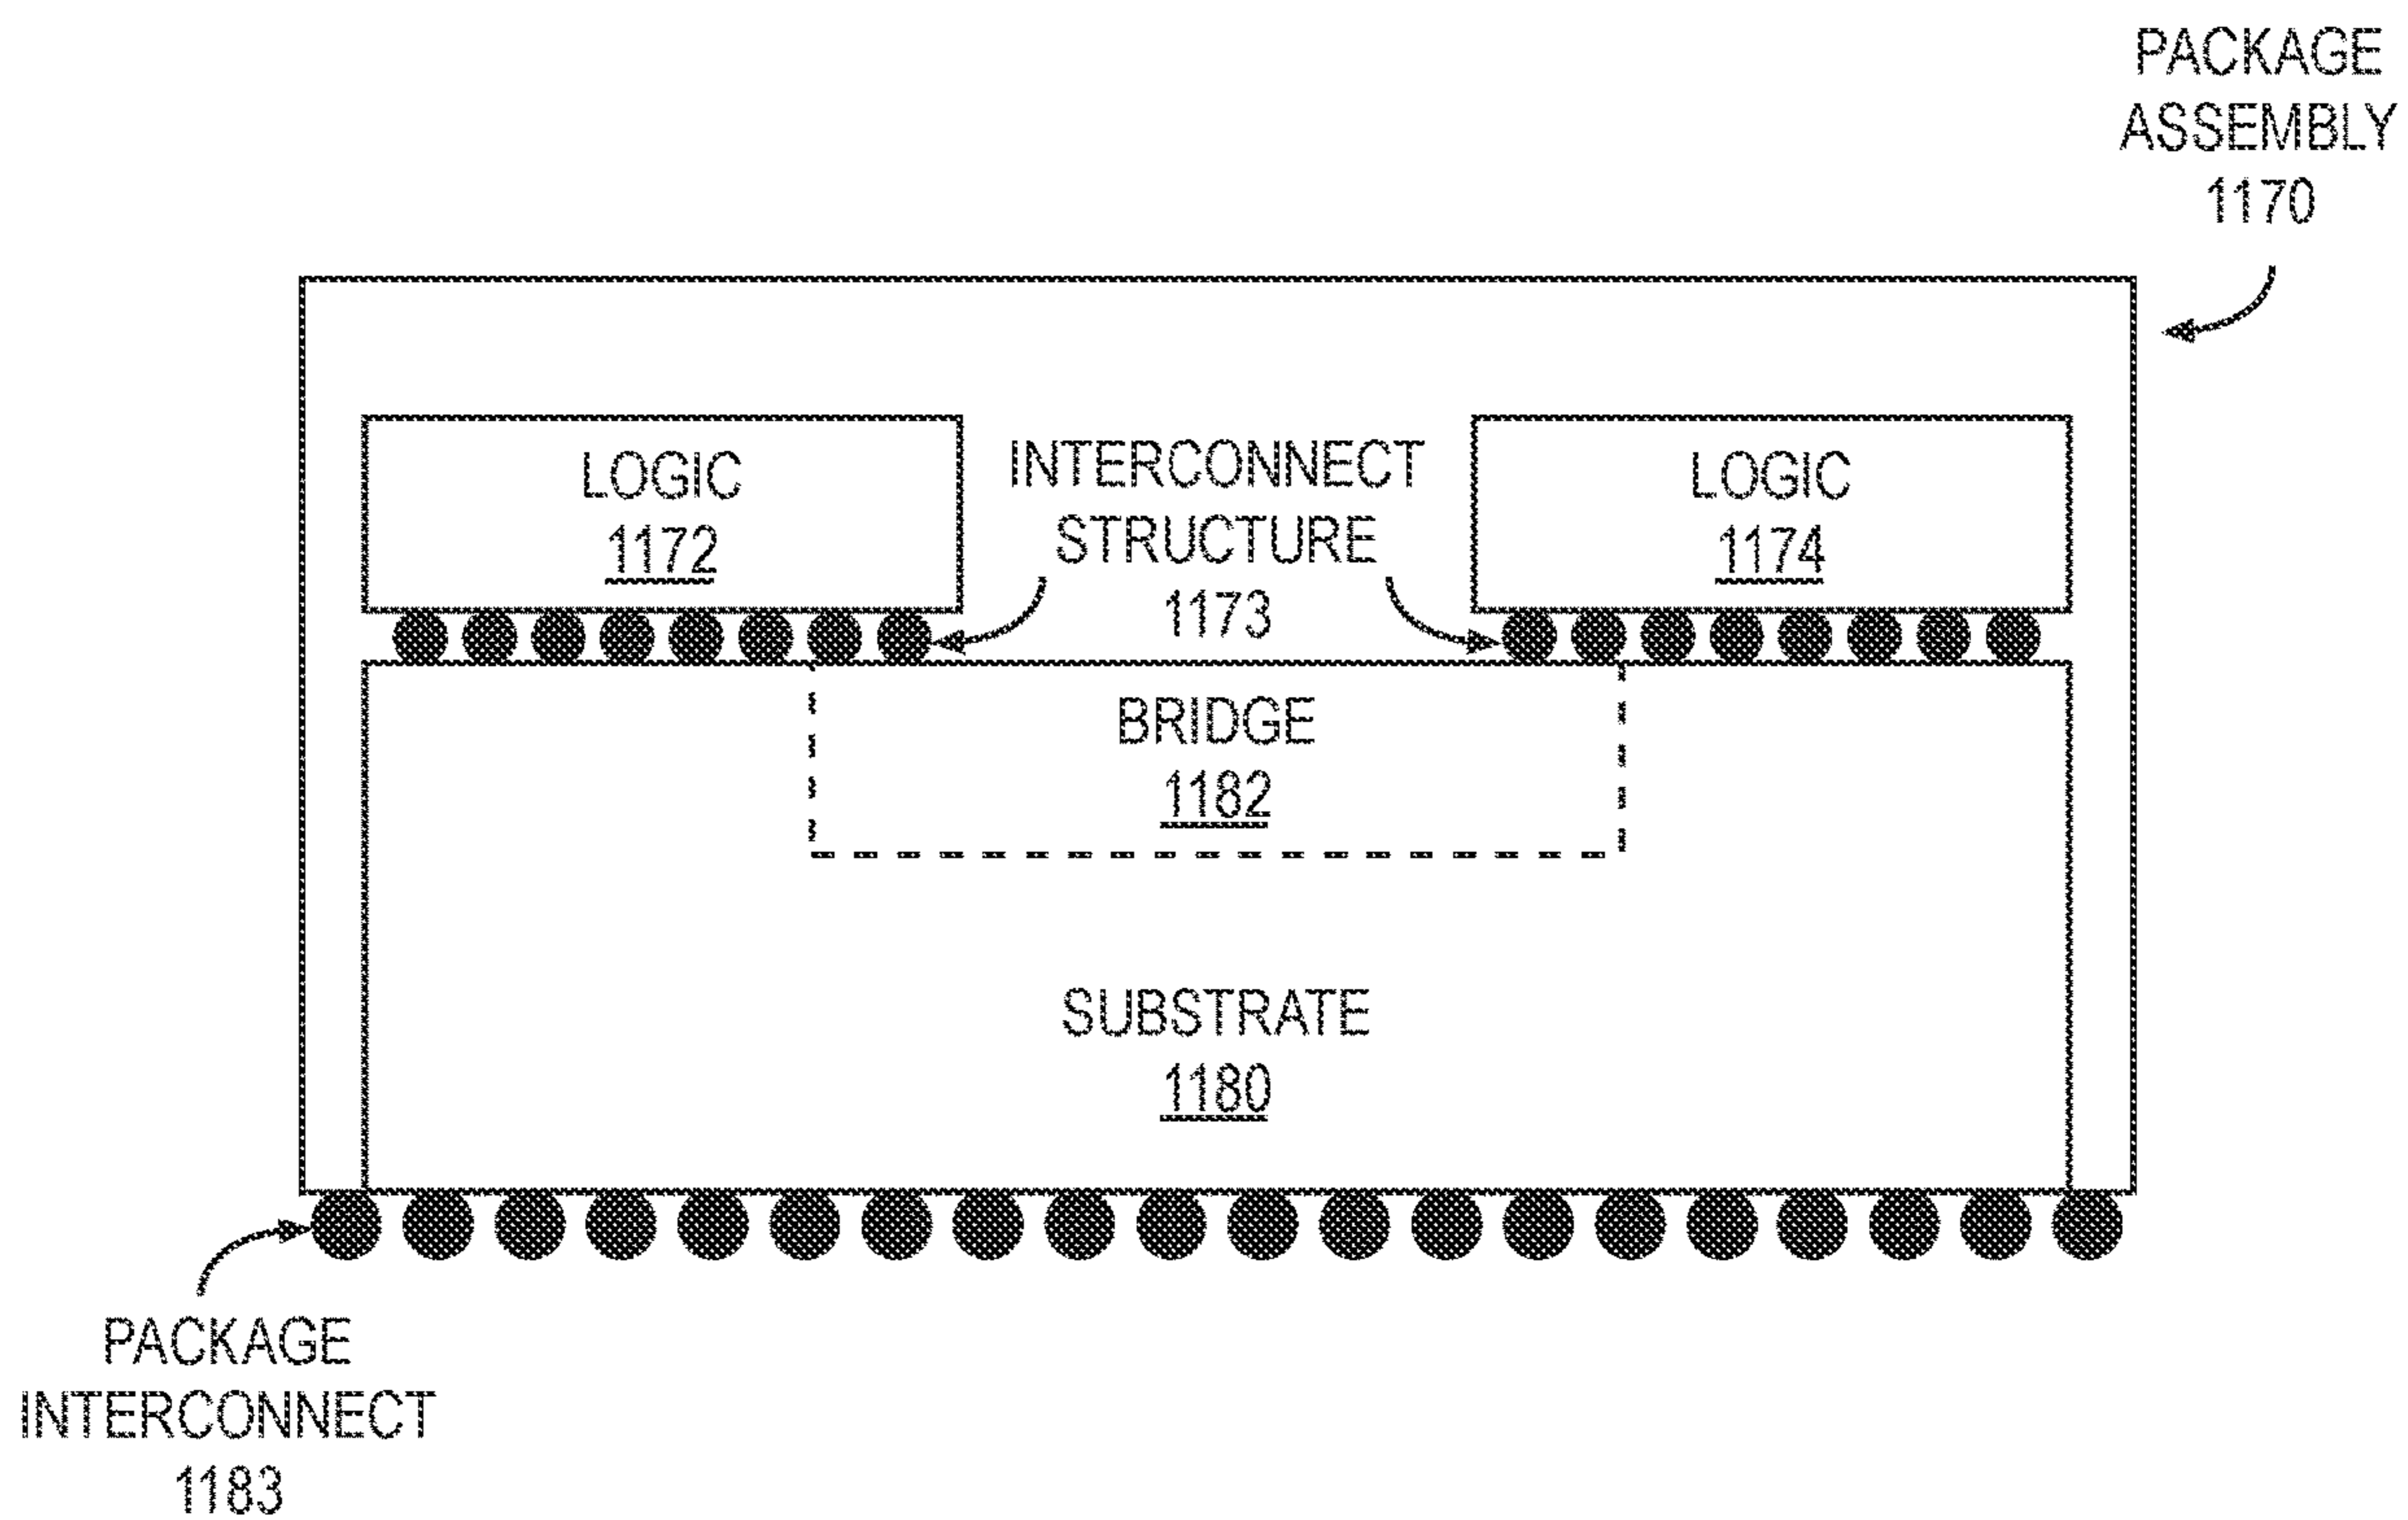 PACKAGE
ASSEMBLY
1170
LOGIC
1172
INTERCONNECT
STRUCTURE
1173
LOGIC
1174
BRIDGE
1182
SUBSTRATE
1180
PACKAGE
INTERCONNECT
1183